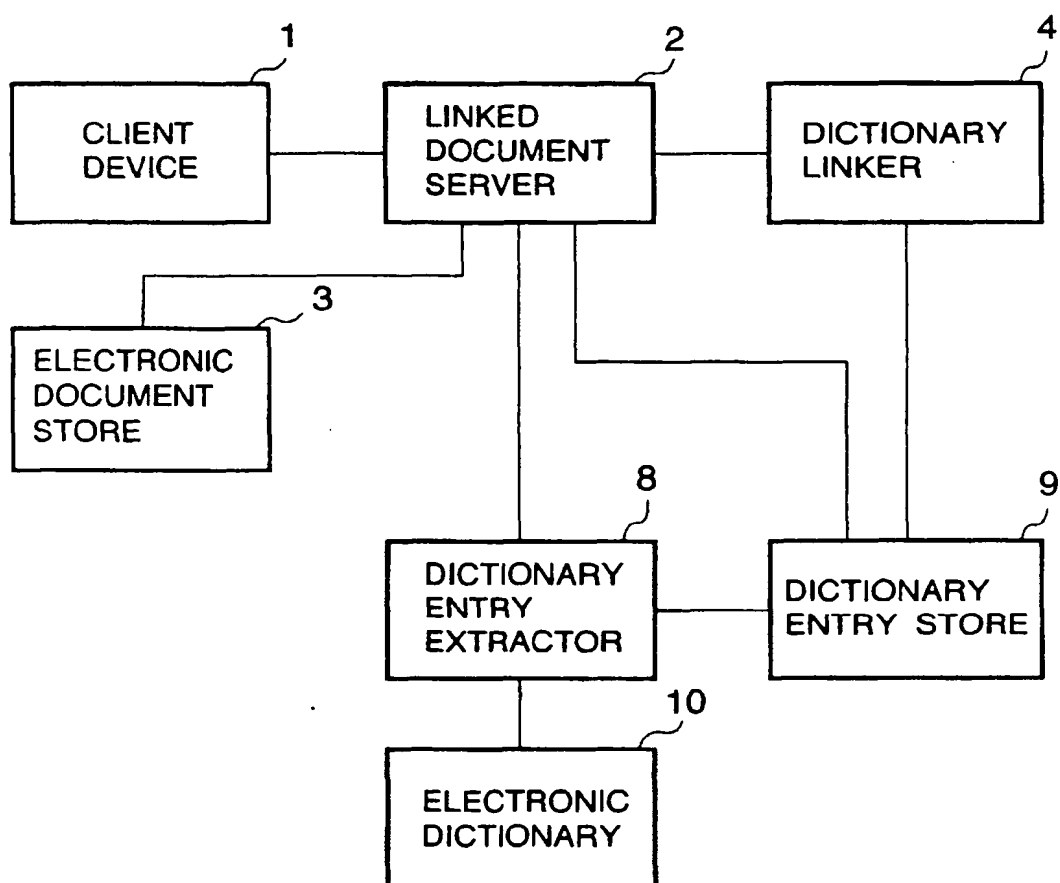 1
CLIENT
DEVICE
2
LINKED
DOCUMENT
SERVER
4
DICTIONARY
LINKER
3
ELECTRONIC
DOCUMENT
STORE
8
DICTIONARY
ENTRY
EXTRACTOR
9
DICTIONARY
ENTRY STORE
10
ELECTRONIC
DICTIONARY